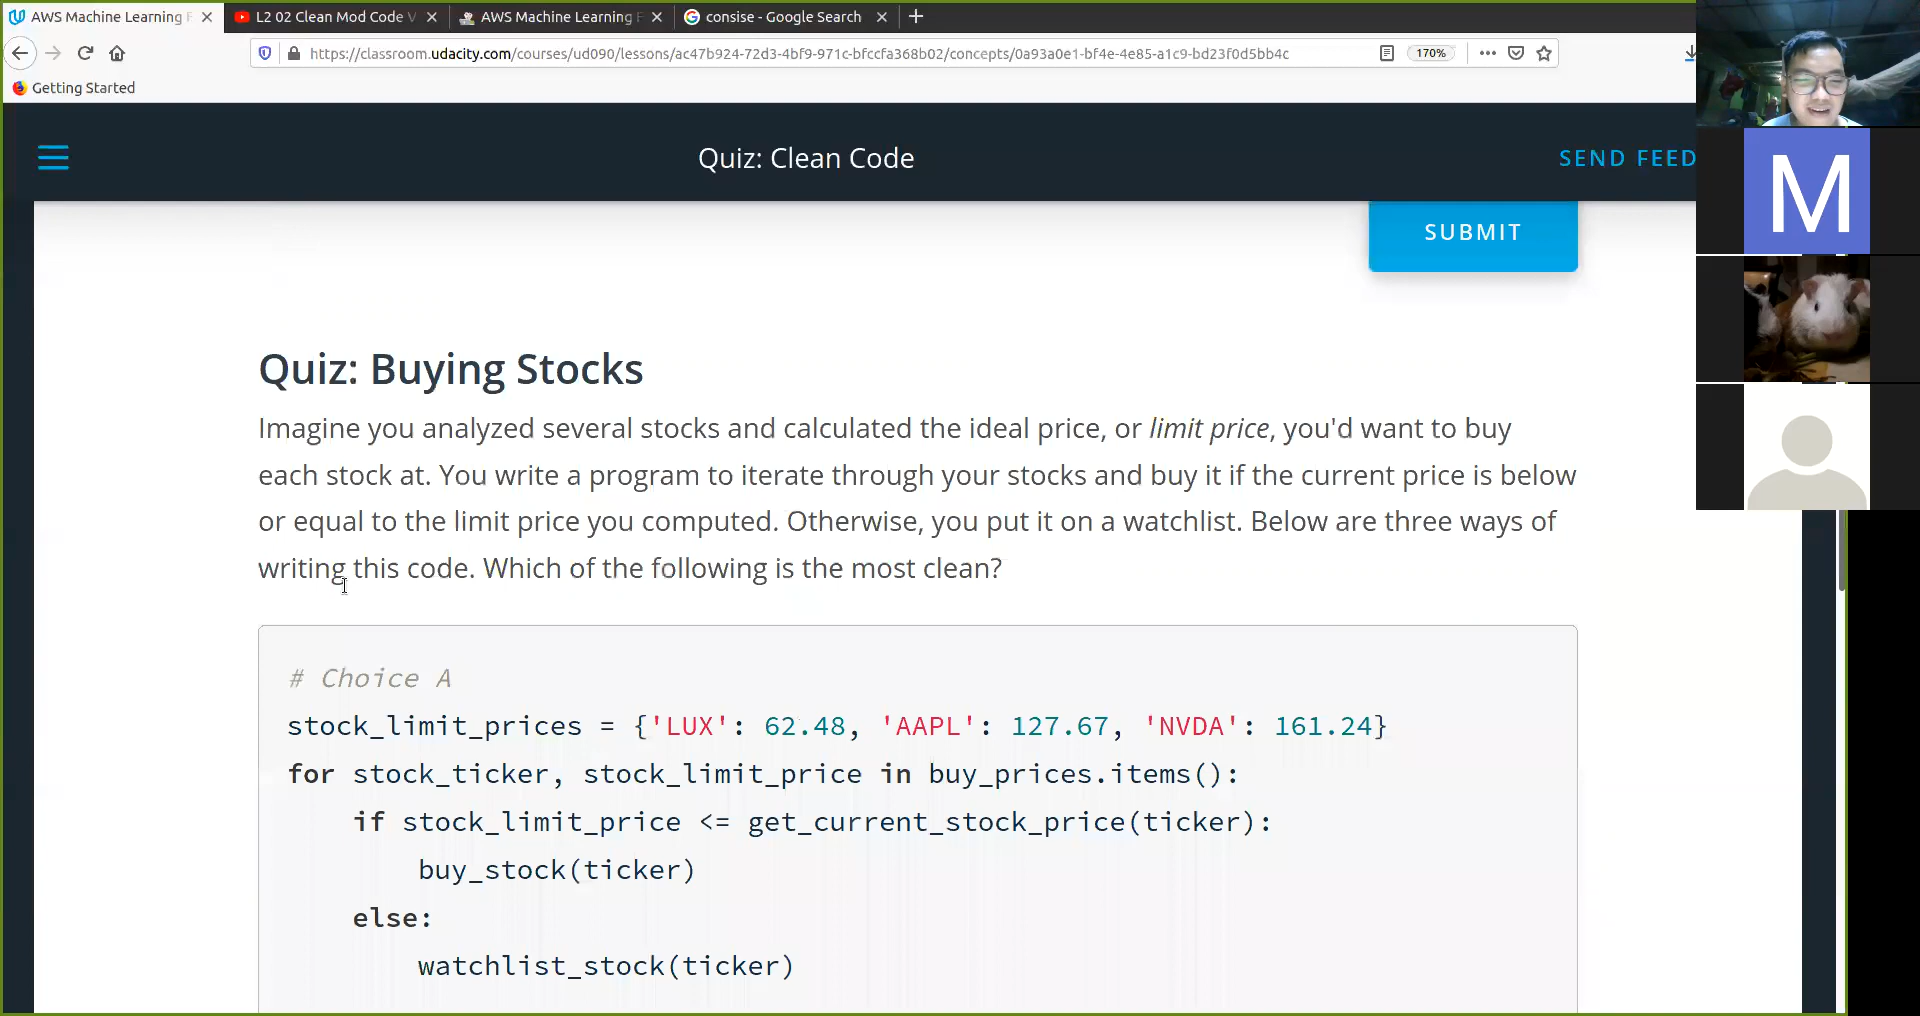 AWS Machine Learning F
L2 02 Clean Mod Code V
AWS Machine Learning F
consise - Google Search
https://classroom.udacity.com/courses/ud090/lessons/ac47b924-72d3-4bf9-971c-bfccfa368b02/concepts/0a93a0e1-bf4e-4e85-a1c9-bd23f0d5bb4c
170%
Getting Started
Quiz: Clean Code
SEND FEED
M
SUBMIT
Quiz: Buying Stocks
Imagine you analyzed several stocks and calculated the ideal price, or limit price, you'd want to buy
each stock at. You write a program to iterate through your stocks and buy it if the current price is below
or equal to the limit price you computed. Otherwise, you put it on a watchlist. Below are three ways of
writing this code. Which of the following is the most clean?
# Choice A
stock_limit_prices = {'LUX': 62.48, 'AAPL': 127.67, 'NVDA': 161.24}
for stock_ticker, stock_limit_price in buy_prices.items():
    if stock_limit_price <= get_current_stock_price(ticker):
        buy_stock(ticker)
    else:
        watchlist_stock(ticker)